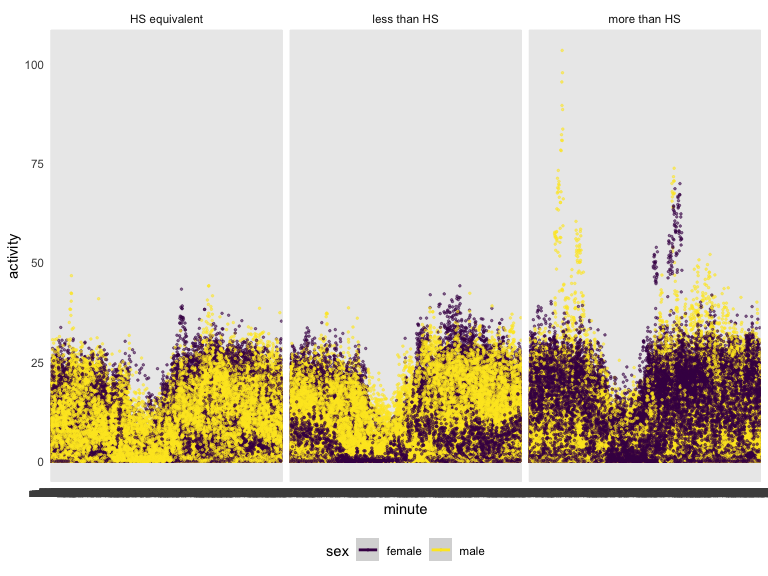 HS equivalent less than HS more than HS
100
75
50
25
0
activity
minute
sex female male